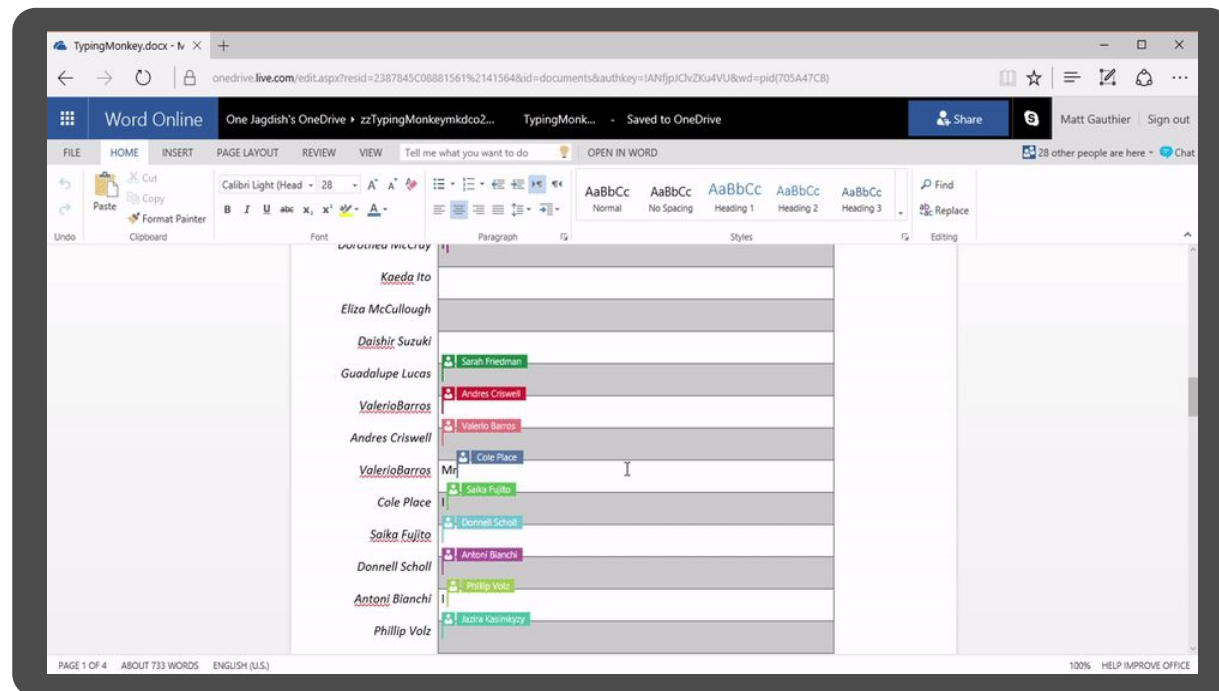 TypingMonkey.docx - M
onedrive.live.com/edit.aspx?resid=2387845C08881561%2141564&id=documents&authkey=!ANfjpJClvZKu4VU&wd=pid(705A47CB)
Word Online One Jagdish's OneDrive ▸ zzTypingMonkeymkdco2... TypingMonk... - Saved to OneDrive Share Matt Gauthier Sign out
FILE HOME INSERT PAGE LAYOUT REVIEW VIEW Tell me what you want to do OPEN IN WORD 28 other people are here Chat
Cut
Copy
Paste Format Painter
Calibri Light (Head 28 A A
B I U abc x₂ x² A
AaBbCc AaBbCc AaBbCc AaBbCc AaBbCc
Normal No Spacing Heading 1 Heading 2 Heading 3
Find
Replace
Undo Clipboard Font Paragraph Styles Editing
Dorothea McCray
Kaeda Ito
Eliza McCullough
Daishir Suzuki
Sarah Friedman
Guadalupe Lucas
Andres Criswell
ValerioBarros
Valerio Barros
Andres Criswell
Cole Place
ValerioBarros Mr
Saika Fujito
Cole Place I
Donnell Scholl
Saika Fujito
Antoni Bianchi
Donnell Scholl
Phillip Volz
Antoni Bianchi I
Jazira Kasimkyzy
Phillip Volz
PAGE 1 OF 4 ABOUT 733 WORDS ENGLISH (U.S.) 100% HELP IMPROVE OFFICE